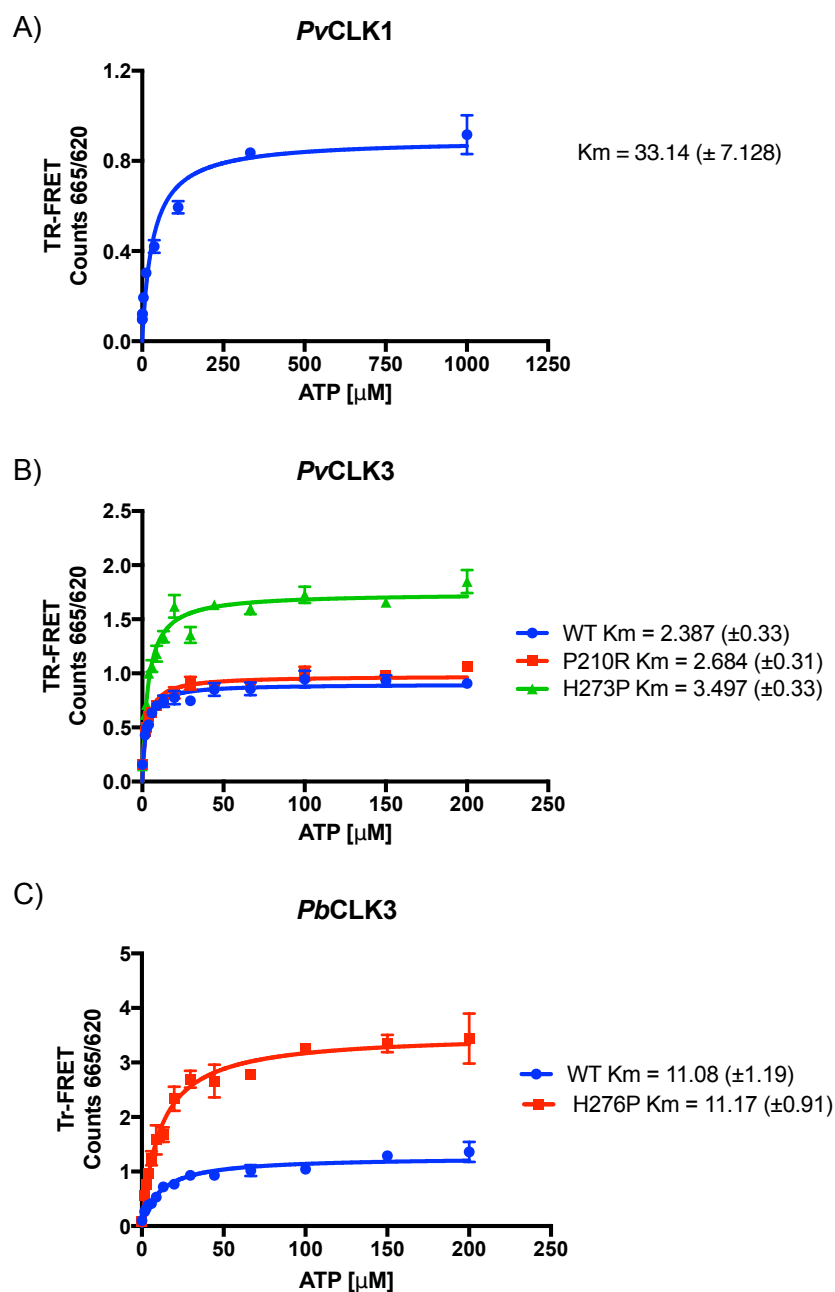 A)
PvCLK1
TR-FRET
Counts 665/620
1.2
0.8
0.4
0.0
0
250
500
750
1000
1250
ATP [μM]
Km = 33.14 (± 7.128)
B)
PvCLK3
TR-FRET
Counts 665/620
2.5
2.0
1.5
1.0
0.5
0.0
0
50
100
150
200
250
ATP [μM]
WT Km = 2.387 (±0.33)
P210R Km = 2.684 (±0.31)
H273P Km = 3.497 (±0.33)
C)
PbCLK3
Tr-FRET
Counts 665/620
5
4
3
2
1
0
0
50
100
150
200
250
ATP [μM]
WT Km = 11.08 (±1.19)
H276P Km = 11.17 (±0.91)